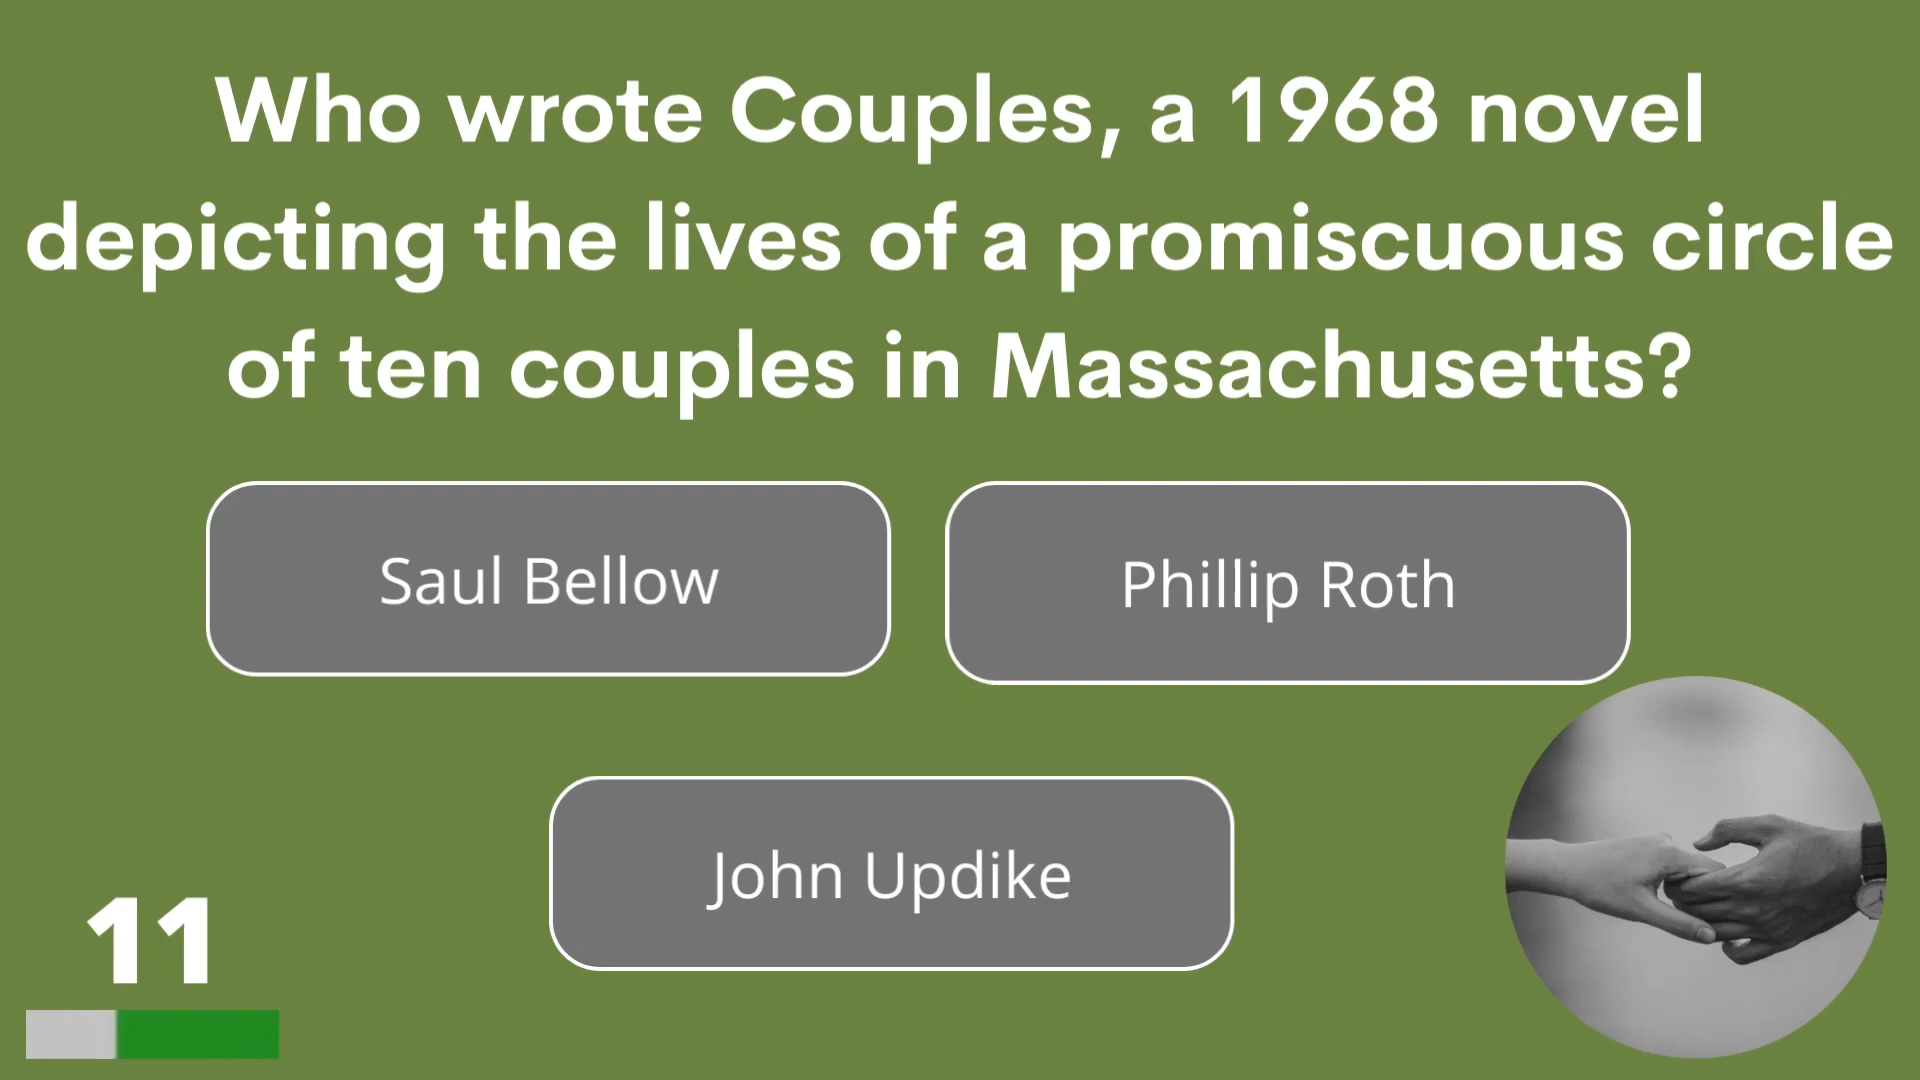 Who wrote Couples, a 1968 novel
depicting the lives of a promiscuous circle
of ten couples in Massachusetts?
Saul Bellow
Phillip Roth
John Updike
11